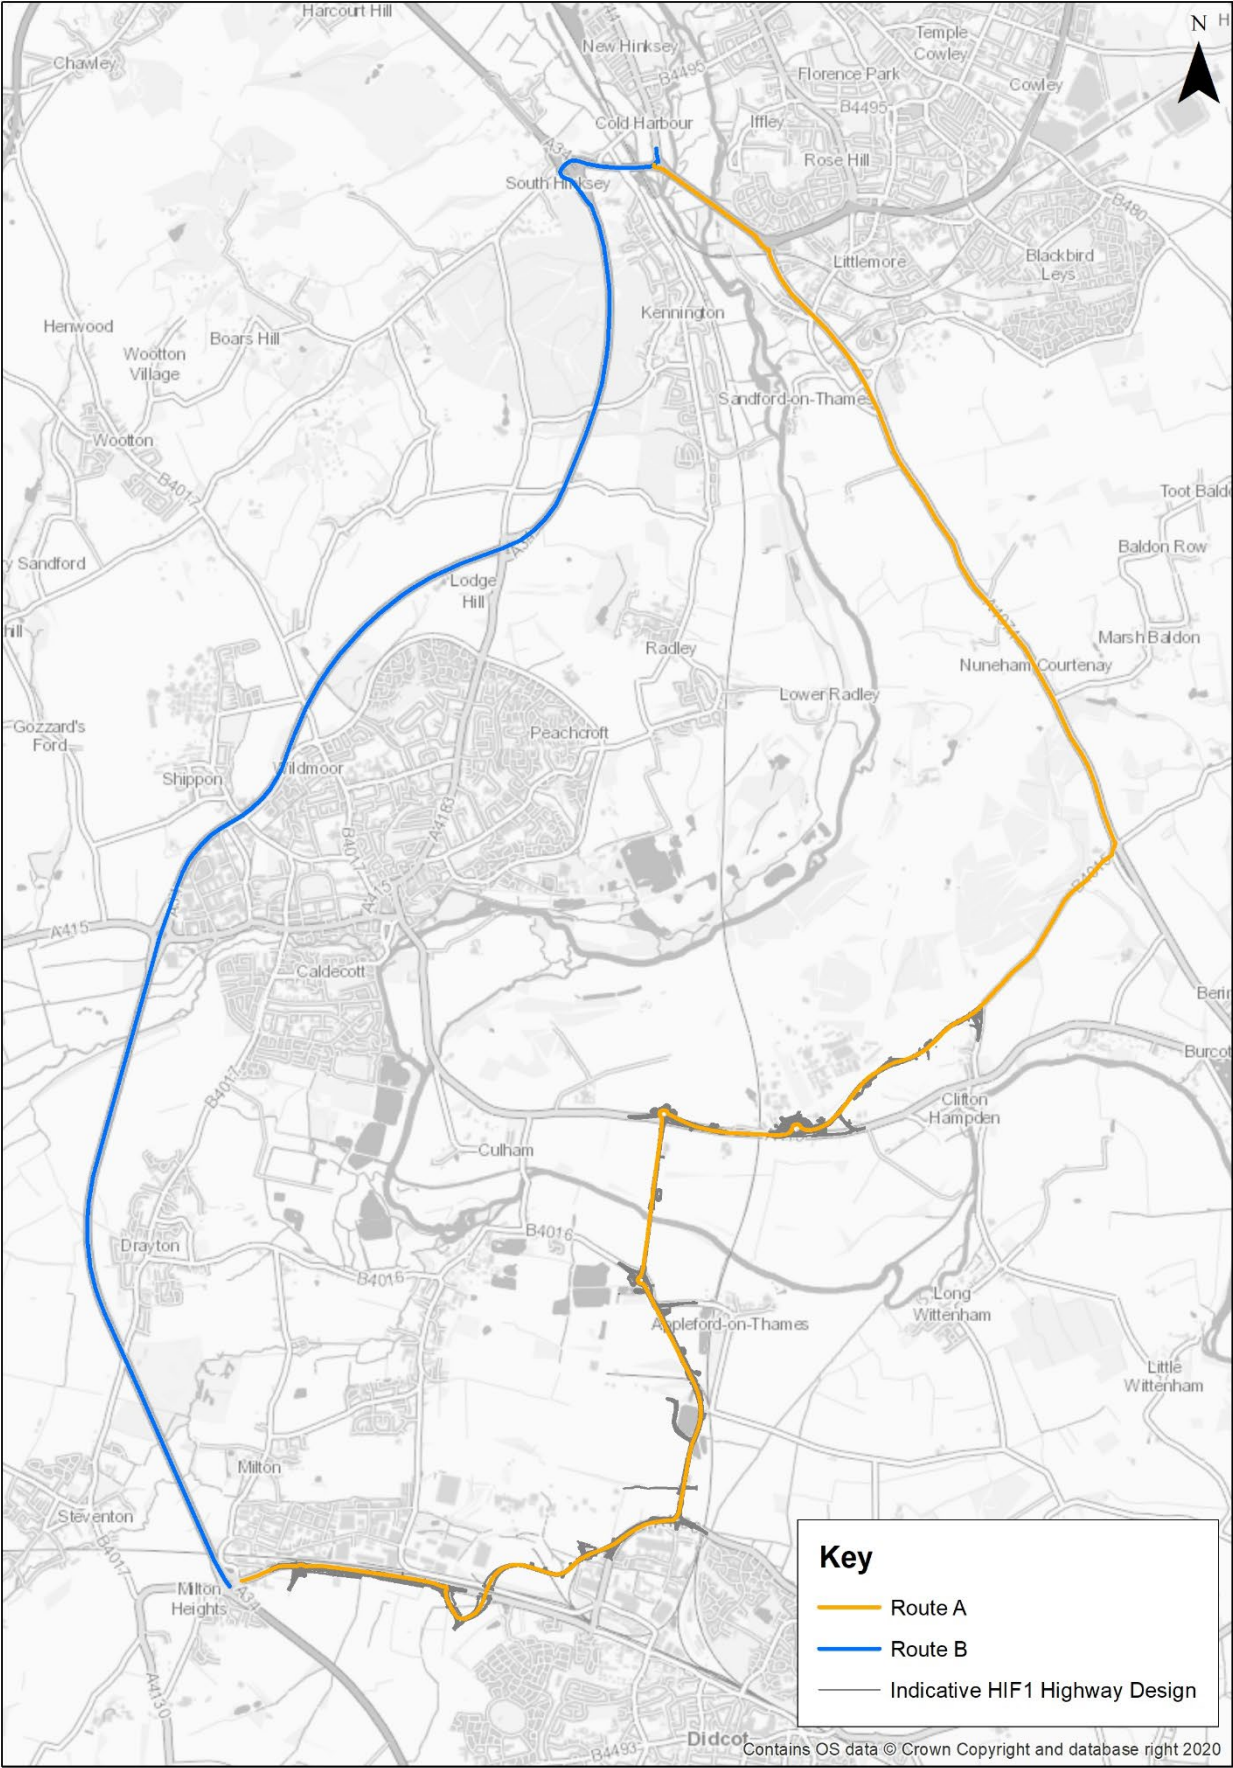 Harcourt Hill
N
H
New Hinksey
Temple
Cowley
Chawley
B4495
Florence Park
Cowley
B4495
Cold Harbour
Iffley
A34
Rose Hill
South Hinksey
B480
Blackbird
Leys
Littlemore
Kennington
Henwood
Boars Hill
Wootton
Village
Sandford-on-Thames
Wootton
B4017
Toot Bald
Baldon Row
A34
y Sandford
Lodge
Hill
A4074
hill
Marsh Baldon
Radley
Nuneham Courtenay
Lower Radley
Gozzard's
Ford
Peachcroft
Wildmoor
Shippon
A4183
B4017
B4015
A34
A415
A415
Caldecott
Berin
Burcot
B4017
Clifton
Hampden
Culham
B4016
Drayton
B4016
Long
Wittenham
Appleford-on-Thames
Little
Wittenham
Milton
Steventon
B4017
Milton
Heights
A34
A4130
Didcot
B4493
Key
Route A
Route B
Indicative HIF1 Highway Design
Contains OS data © Crown Copyright and database right 2020